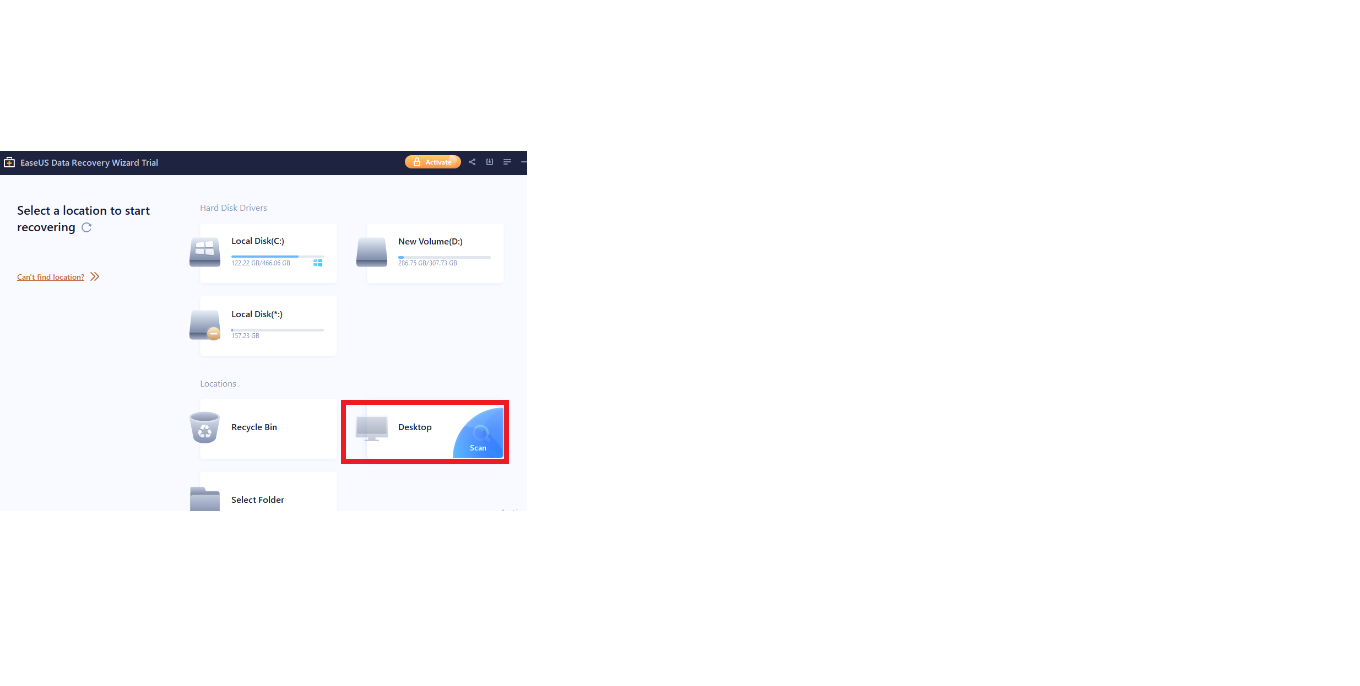 EaseUS Data Recovery Wizard Trial
Activate
Select a location to start
recovering
Can't find location?
Hard Disk Drivers
Local Disk(C:)
122.22 GB/466.06 GB
New Volume(D:)
286.75 GB/307.73 GB
Local Disk(*:)
157.23 GB
Locations
Recycle Bin
Desktop
Scan
Select Folder